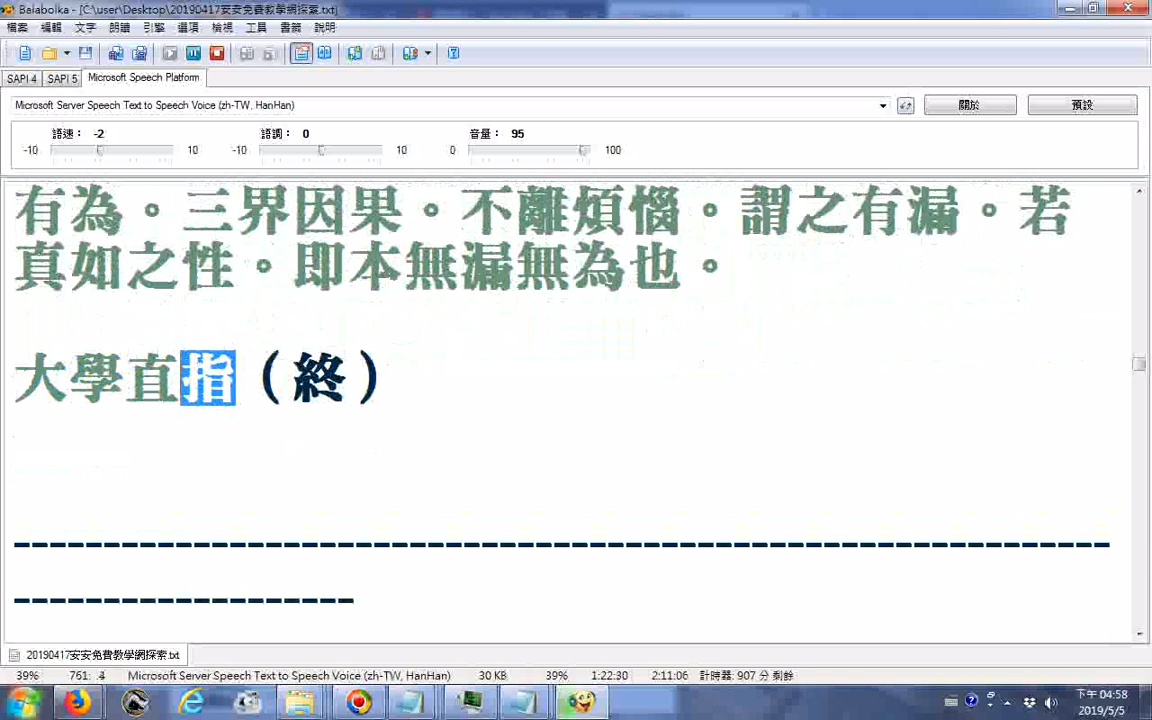 Balabolka - [C:\user\Desktop\20190417安安免費教學網探索.txt]
檔案 編輯 文字 朗讀 引擎 選項 檢視 工具 書籤 說明
SAPI 4 SAPI 5 Microsoft Speech Platform
Microsoft Server Speech Text to Speech Voice (zh-TW, HanHan) 關於 預設
語速： -2 語調： 0 音量： 95
-10 10 -10 10 0 100
有為。三界因果。不離煩惱。謂之有漏。若
真如之性。即本無漏無為也。
大學直指（終）
-------------------------------------------------------------
-------------------
20190417安安免費教學網探索.txt
39% 761: 4 Microsoft Server Speech Text to Speech Voice (zh-TW, HanHan) 30 KB 39% 1:22:30 2:11:06 計時器: 907 分 剩餘
下午 04:58
2019/5/5